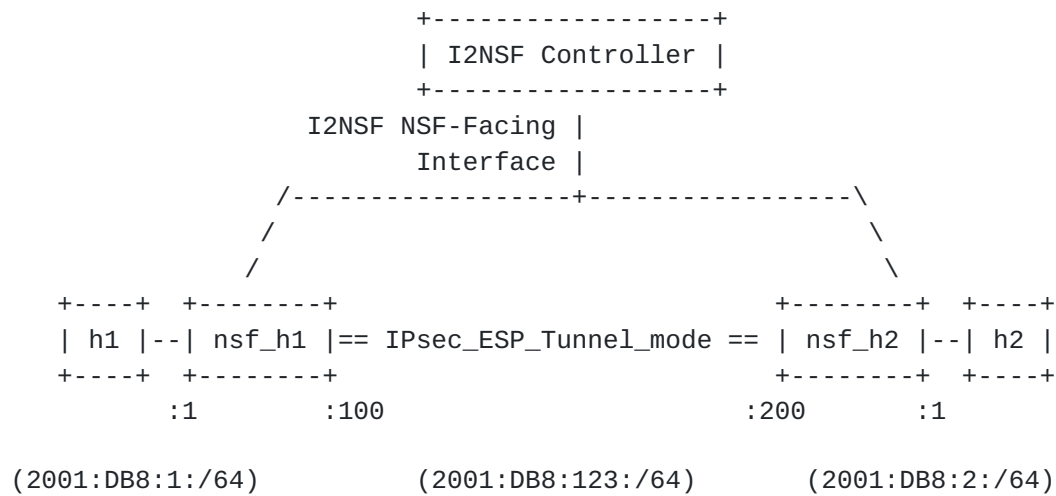 I2NSF Controller
I2NSF NSF-Facing
Interface
h1 nsf_h1 == IPsec_ESP_Tunnel_mode == nsf_h2 h2
:1 :100 :200 :1
(2001:DB8:1:/64) (2001:DB8:123:/64) (2001:DB8:2:/64)